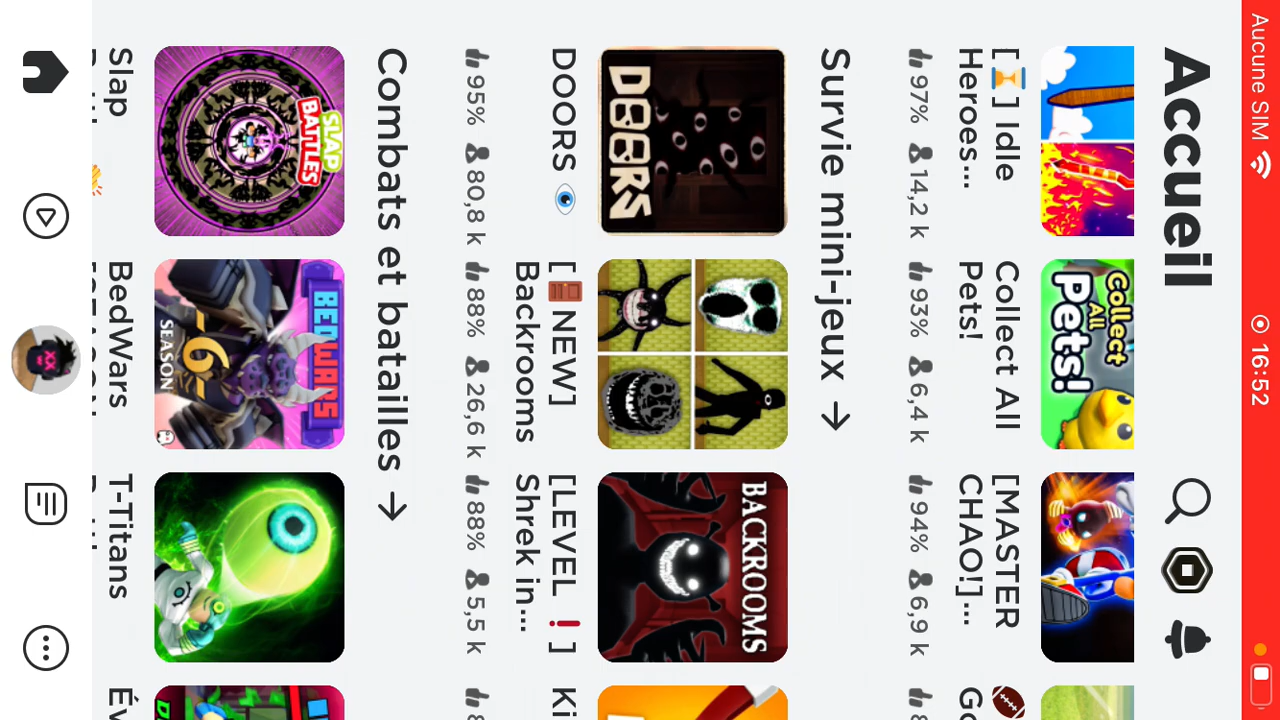 Aucune SIM
16:52
Accueil
Collect
All
Pets!
[⏳] Idle
Heroes...
97% 14,2 k
Collect All
Pets!
93% 6,4 k
[MASTER
CHAO!]...
94% 6,9 k
🏈
Survie mini-jeux →
DOORS
BACKROOMS
DOORS 👁️
95% 80,8 k
[🚪NEW]
Backrooms
88% 26,6 k
[LEVEL ❗]
Shrek in...
88% 5,5 k
Ki
Combats et batailles →
SLAP
BATTLES
BEDWARS
6
SEASON
Slap
BedWars
T-Titans
Év